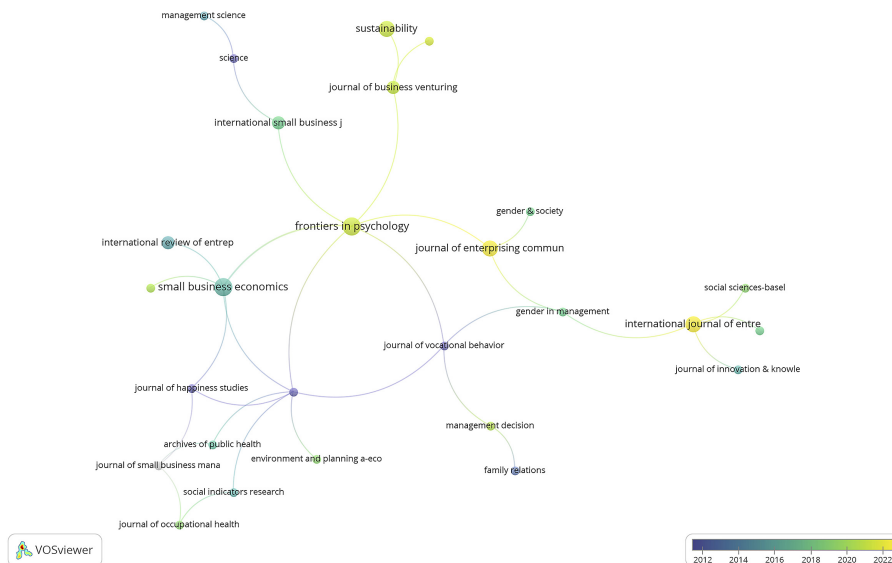 management science
sustainability
science
journal of business venturing
international small business j
gender & society
frontiers in psychology
international review of entrep
journal of enterprising commun
small business economics
social sciences-basel
gender in management
international journal of entre
journal of vocational behavior
journal of innovation & knowle
journal of happiness studies
management decision
archives of public health
environment and planning a-eco
journal of small business mana
family relations
social indicators research
journal of occupational health
VOSviewer
2012 2014 2016 2018 2020 2022